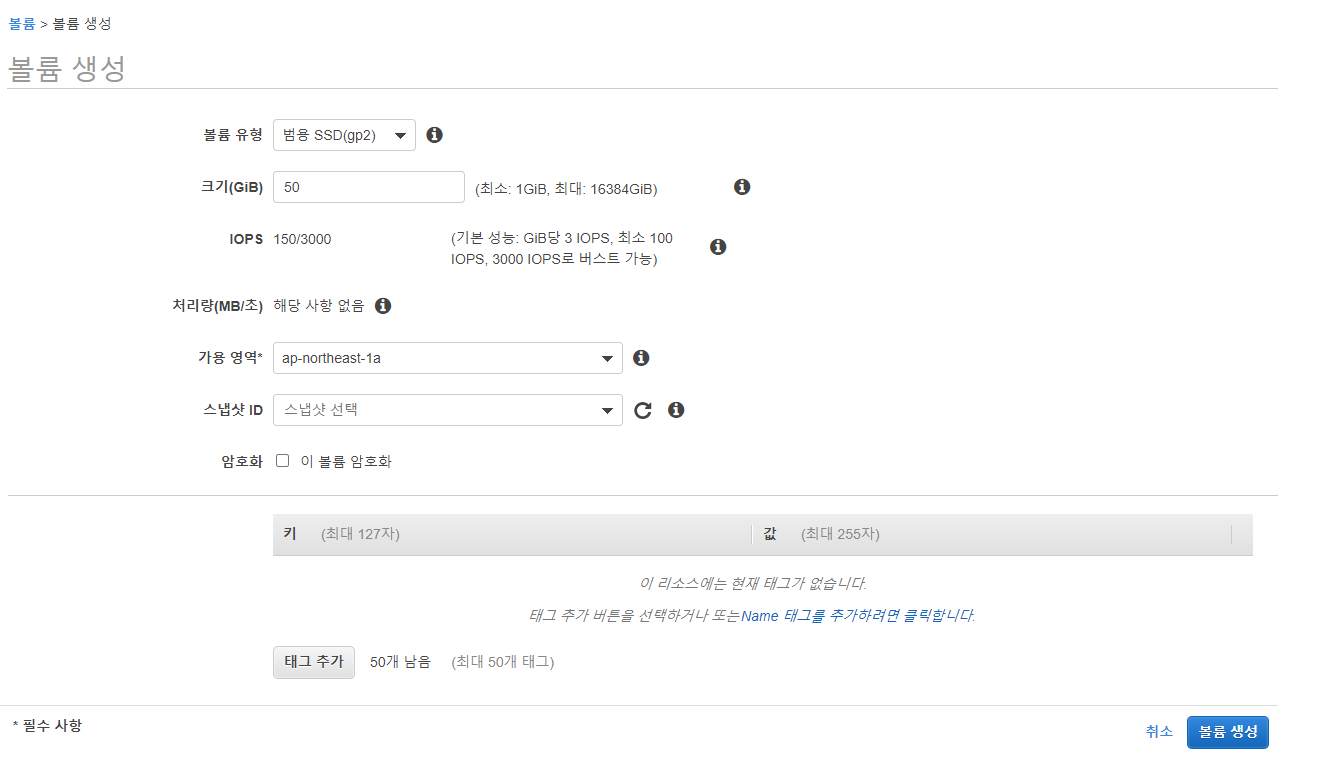 볼륨 > 볼륨 생성
볼륨 생성
볼륨 유형 범용 SSD(gp2)
크기(GiB) 50 (최소: 1GiB, 최대: 16384GiB)
IOPS 150/3000 (기본 성능: GiB당 3 IOPS, 최소 100
IOPS, 3000 IOPS로 버스트 가능)
처리량(MB/초) 해당 사항 없음
가용 영역* ap-northeast-1a
스냅샷 ID 스냅샷 선택
암호화 이 볼륨 암호화
키 (최대 127자) 값 (최대 255자)
이 리소스에는 현재 태그가 없습니다.
태그 추가 버튼을 선택하거나 또는Name 태그를 추가하려면 클릭합니다.
태그 추가 50개 남음 (최대 50개 태그)
* 필수 사항
취소 볼륨 생성